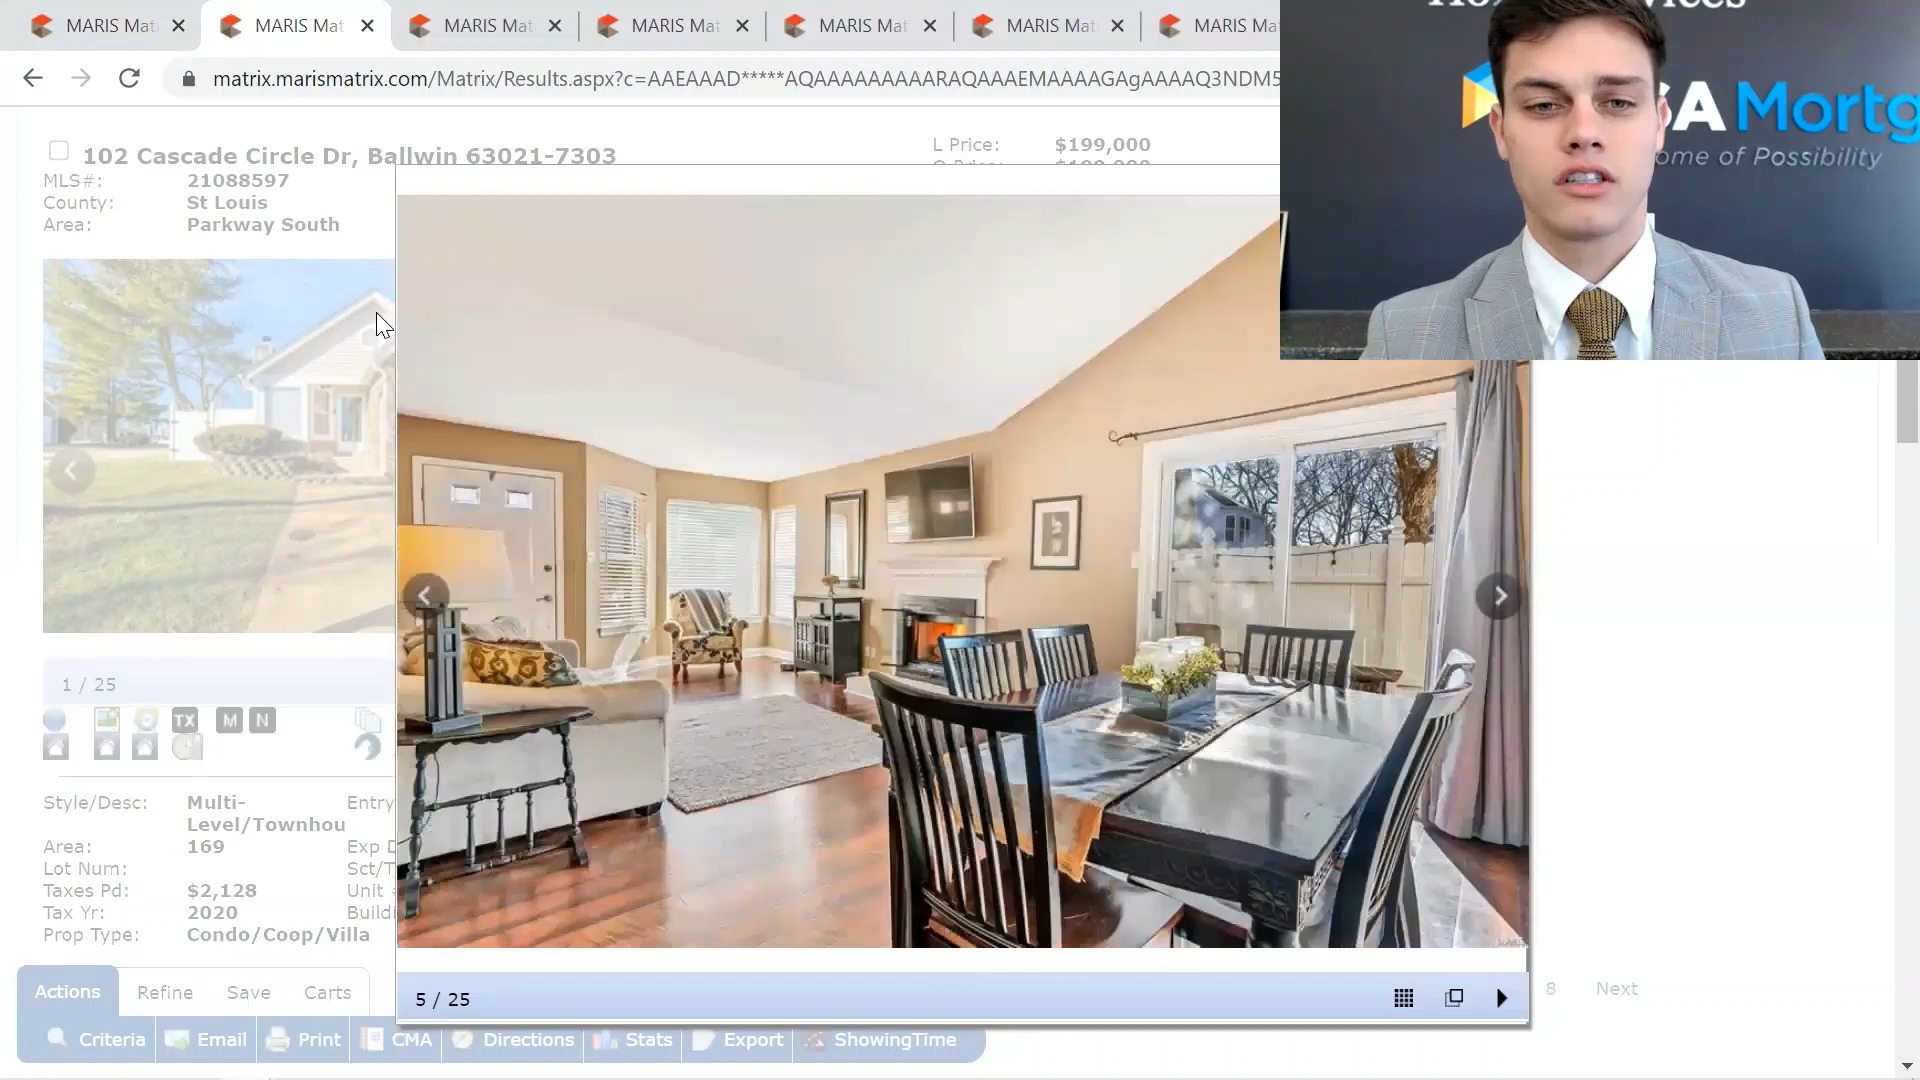 MARIS Mat
MARIS Mat
MARIS Mat
MARIS Mat
MARIS Mat
MARIS Mat
MARIS Mat
matrix.marismatrix.com/Matrix/Results.aspx?c=AAEAAAD*****AQAAAAAAAAARAQAAAEMAAAAGAgAAAAQ3NDM5
102 Cascade Circle Dr, Ballwin 63021-7303
L Price: $199,000
MLS#: 21088597
County: St Louis
Area: Parkway South
SA Mortg
ome of Possibility
1 / 25
TX M N
Style/Desc: Multi-
Level/Townhou
Entry
Area: 169
Exp D
Lot Num:
Sct/T
Taxes Pd: $2,128
Unit
Tax Yr: 2020
Buildi
Prop Type: Condo/Coop/Villa
5 / 25
8 Next
Actions Refine Save Carts
Criteria Email Print CMA Directions Stats Export ShowingTime